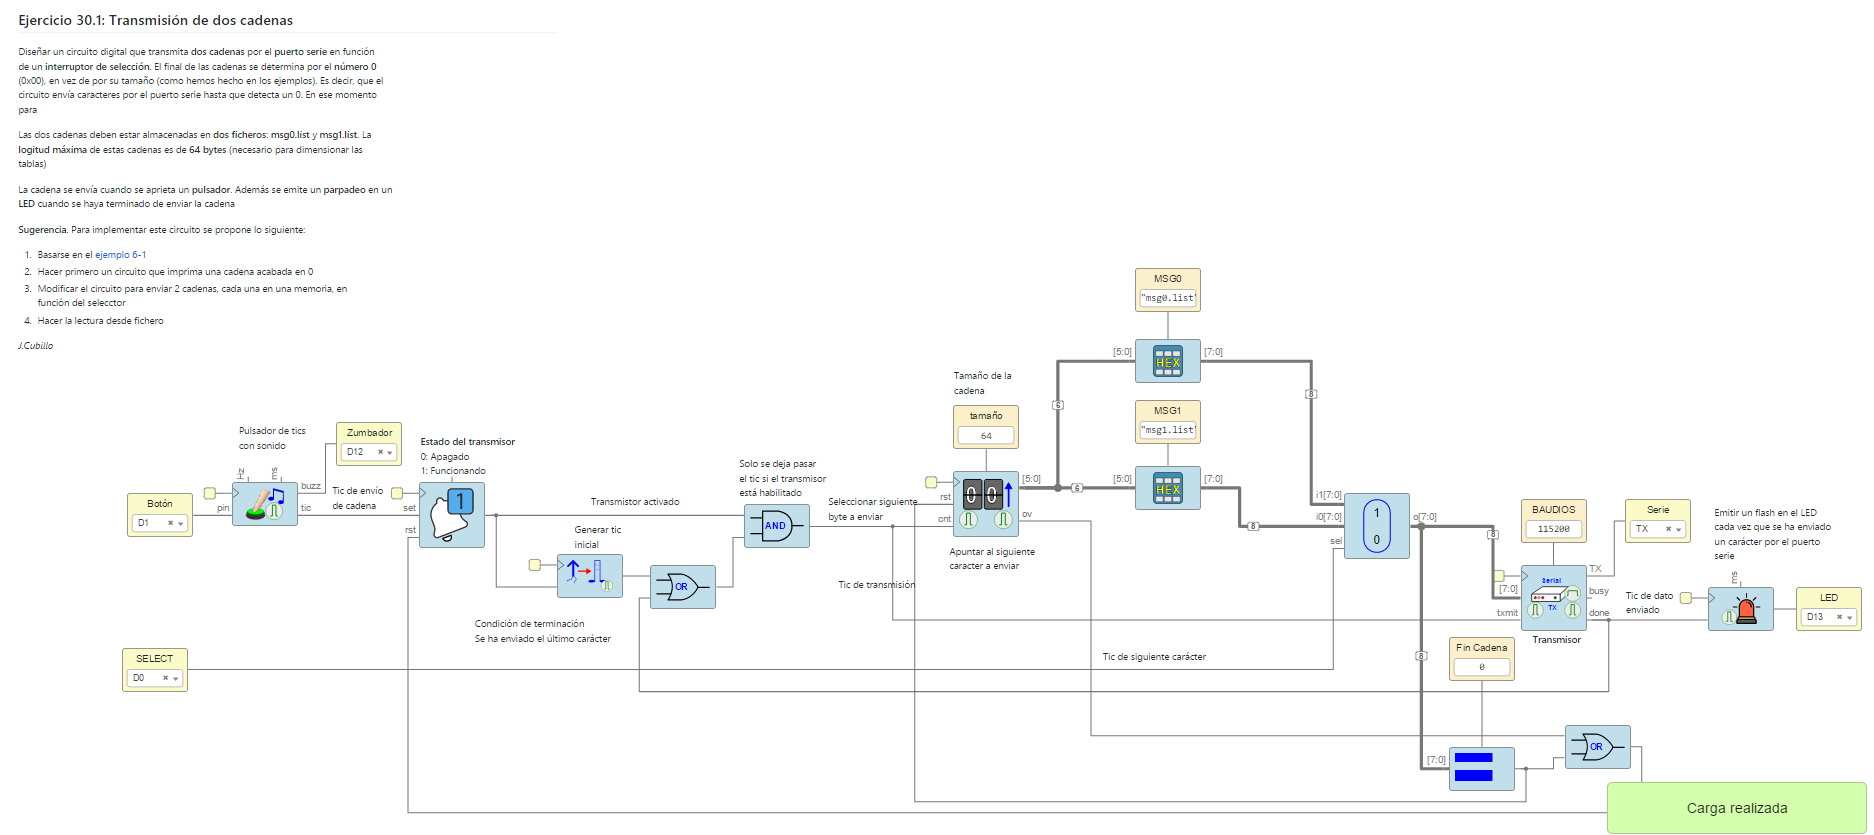 Ejercicio 30.1: Transmisión de dos cadenas
Diseñar un circuito digital que transmita dos cadenas por el puerto serie en función
de un interruptor de selección. El final de las cadenas se determina por el número 0
(0x00), en vez de por su tamaño (como hemos hecho en los ejemplos). Es decir, que el
circuito envía caracteres por el puerto serie hasta que detecta un 0. En ese momento
para
Las dos cadenas deben estar almacenadas en dos ficheros: msg0.list y msg1.list. La
logitud máxima de estas cadenas es de 64 bytes (necesario para dimensionar las
tablas)
La cadena se envía cuando se aprieta un pulsador. Además se emite un parpadeo en un
LED cuando se haya terminado de enviar la cadena
Sugerencia. Para implementar este circuito se propone lo siguiente:
1. Basarse en el ejemplo 6-1
2. Hacer primero un circuito que imprima una cadena acabada en 0
3. Modificar el circuito para enviar 2 cadenas, cada una en una memoria, en
función del selecctor
4. Hacer la lectura desde fichero
J.Cubillo
MSG0
"msg0.list"
[5:0]
HEX
[7:0]
Tamaño de la
cadena
tamaño
64
MSG1
"msg1.list"
[5:0]
HEX
[7:0]
6
6
8
8
Pulsador de tics
con sonido
Zumbador
D12
Hz
ms
buzz
tic
pin
Botón
D1
Tic de envío
de cadena
Estado del transmisor
0: Apagado
1: Funcionando
set
rst
1
Transmistor activado
Generar tic
inicial
OR
Solo se deja pasar
el tic si el transmisor
está habilitado
AND
Seleccionar siguiente
byte a enviar
rst
cnt
00
[5:0]
ov
Apuntar al siguiente
caracter a enviar
Tic de transmisión
Condición de terminación
Se ha enviado el último carácter
SELECT
D0
i1[7:0]
i0[7:0]
sel
1
0
o[7:0]
8
8
BAUDIOS
115200
Serie
TX
Serial
TX
[7:0]
txmit
TX
busy
done
Transmisor
Tic de dato
enviado
Emitir un flash en el LED
cada vez que se ha enviado
un carácter por el puerto
serie
ms
LED
D13
Tic de siguiente carácter
Fin Cadena
0
[7:0]
OR
Carga realizada